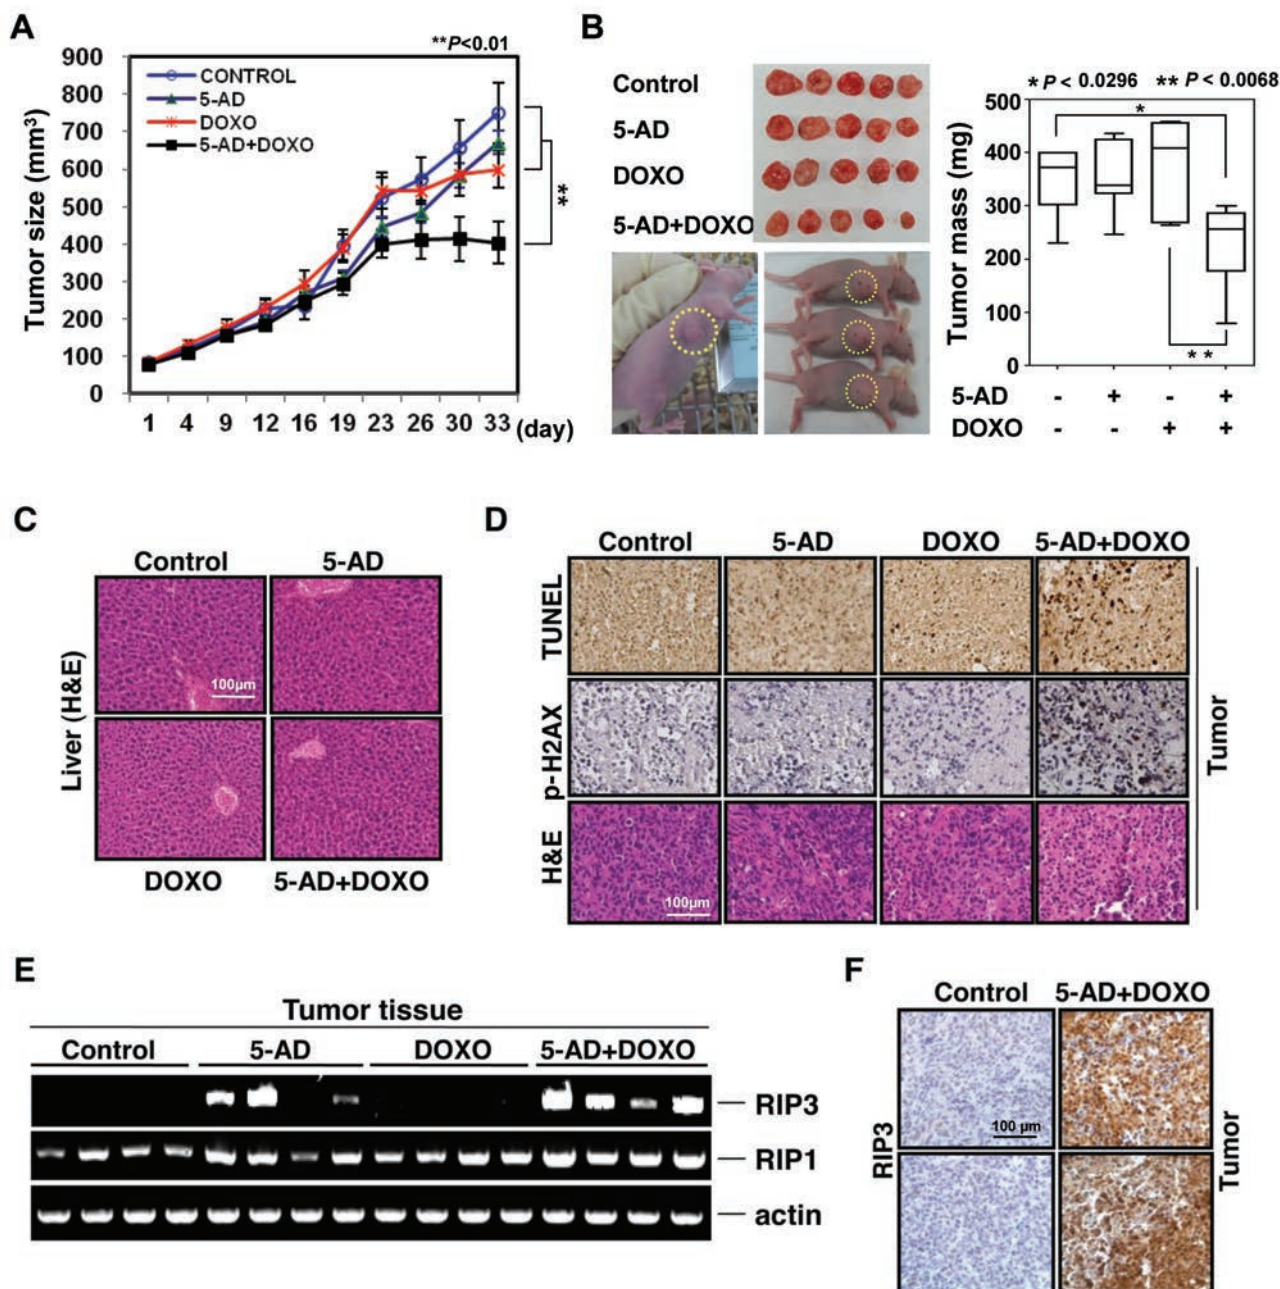 A
**P<0.01
900
800
700
600
500
400
300
200
100
0
Tumor size (mm³)
CONTROL
5-AD
DOXO
5-AD+DOXO
**
1 4 9 12 16 19 23 26 30 33 (day)
B
Control
5-AD
DOXO
5-AD+DOXO
* P < 0.0296 ** P < 0.0068
500
400
300
200
100
0
Tumor mass (mg)
*
**
5-AD - + - +
DOXO - - + +
C
Control 5-AD
Liver (H&E)
100μm
DOXO 5-AD+DOXO
D
Control 5-AD DOXO 5-AD+DOXO
TUNEL
p-H2AX
H&E
100μm
Tumor
E
Tumor tissue
Control 5-AD DOXO 5-AD+DOXO
RIP3
RIP1
actin
F
Control 5-AD+DOXO
RIP3
100 μm
Tumor